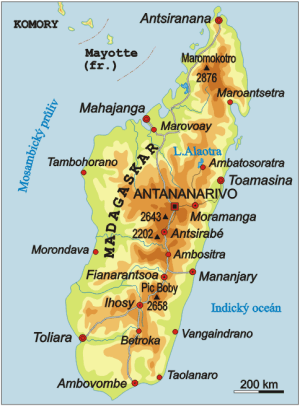 Antsiranana
KOMORY
Mayotte
(fr.)
Maromokotro
2876
Maroantsetra
Mahajanga
Marovoay
Mosambický průliv
Tambohorano
MADAGASKAR
L.Alaotra
Ambatosoratra
Toamasina
ANTANANARIVO
2643
Moramanga
2202
Antsirabé
Morondava
Ambositra
Fianarantsoa
Mananjary
Pic Boby
2658
Ihosy
Indický oceán
Toliara
Betroka
Vangaindrano
Ambovombe
Taolanaro
200 km